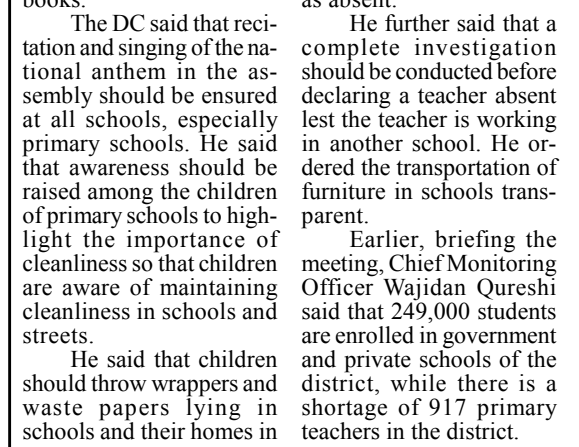 books.
The DC said that reci-
tation and singing of the na-
tional anthem in the as-
sembly should be ensured
at all schools, especially
primary schools. He said
that awareness should be
raised among the children
of primary schools to high-
light the importance of
cleanliness so that children
are aware of maintaining
cleanliness in schools and
streets.
He said that children
should throw wrappers and
waste papers lying in
schools and their homes in
as absent.
He further said that a
complete investigation
should be conducted before
declaring a teacher absent
lest the teacher is working
in another school. He or-
dered the transportation of
furniture in schools trans-
parent.
Earlier, briefing the
meeting, Chief Monitoring
Officer Wajidan Qureshi
said that 249,000 students
are enrolled in government
and private schools of the
district, while there is a
shortage of 917 primary
teachers in the district.